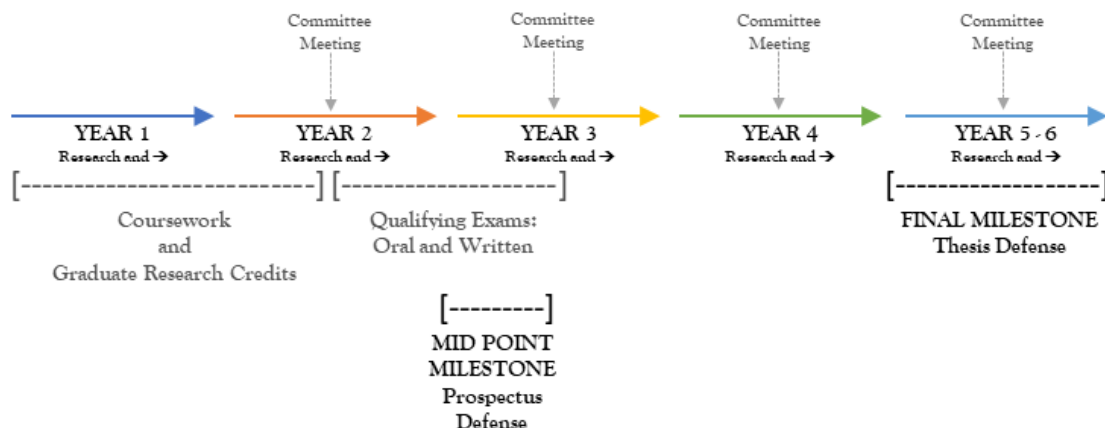 Committee Meeting
Committee Meeting
Committee Meeting
Committee Meeting
YEAR 1
Research and →
YEAR 2
Research and →
YEAR 3
Research and →
YEAR 4
Research and →
YEAR 5-6
Research and →
[---------------------------]
Coursework
and
Graduate Research Credits
[--------------------]
Qualifying Exams:
Oral and Written
[------------------]
FINAL MILESTONE
Thesis Defense
[---------]
MID POINT
MILESTONE
Prospectus
Defense